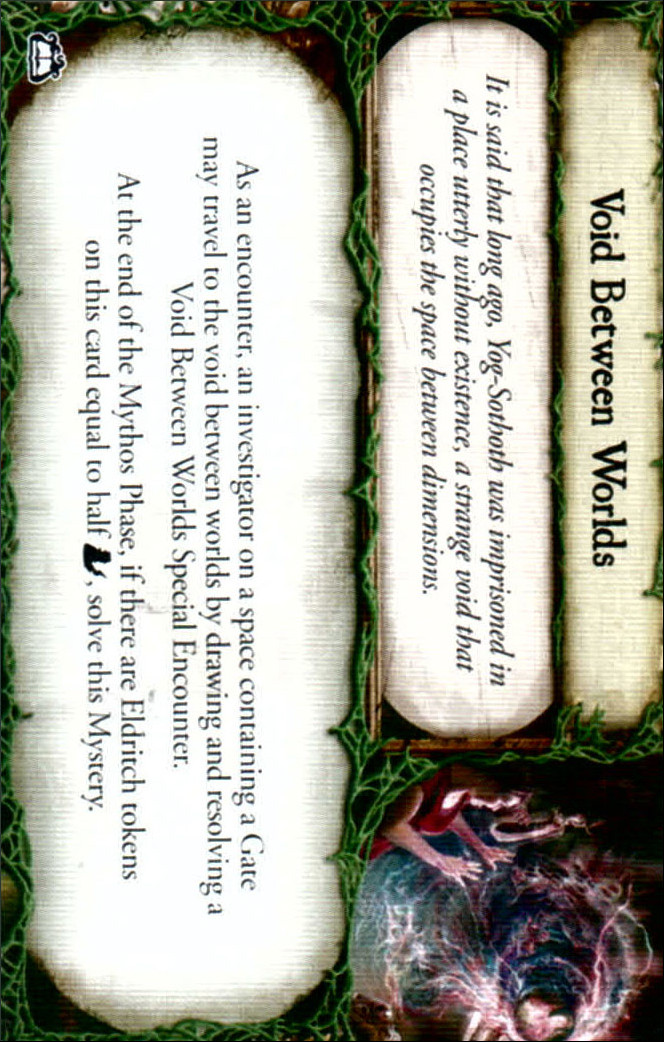 Void Between Worlds
It is said that long ago, Yog-Sothoth was imprisoned in
a place utterly without existence, a strange void that
occupies the space between dimensions.
As an encounter, an investigator on a space containing a Gate
may travel to the void between worlds by drawing and resolving a
Void Between Worlds Special Encounter.
At the end of the Mythos Phase, if there are Eldritch tokens
on this card equal to half , solve this Mystery.